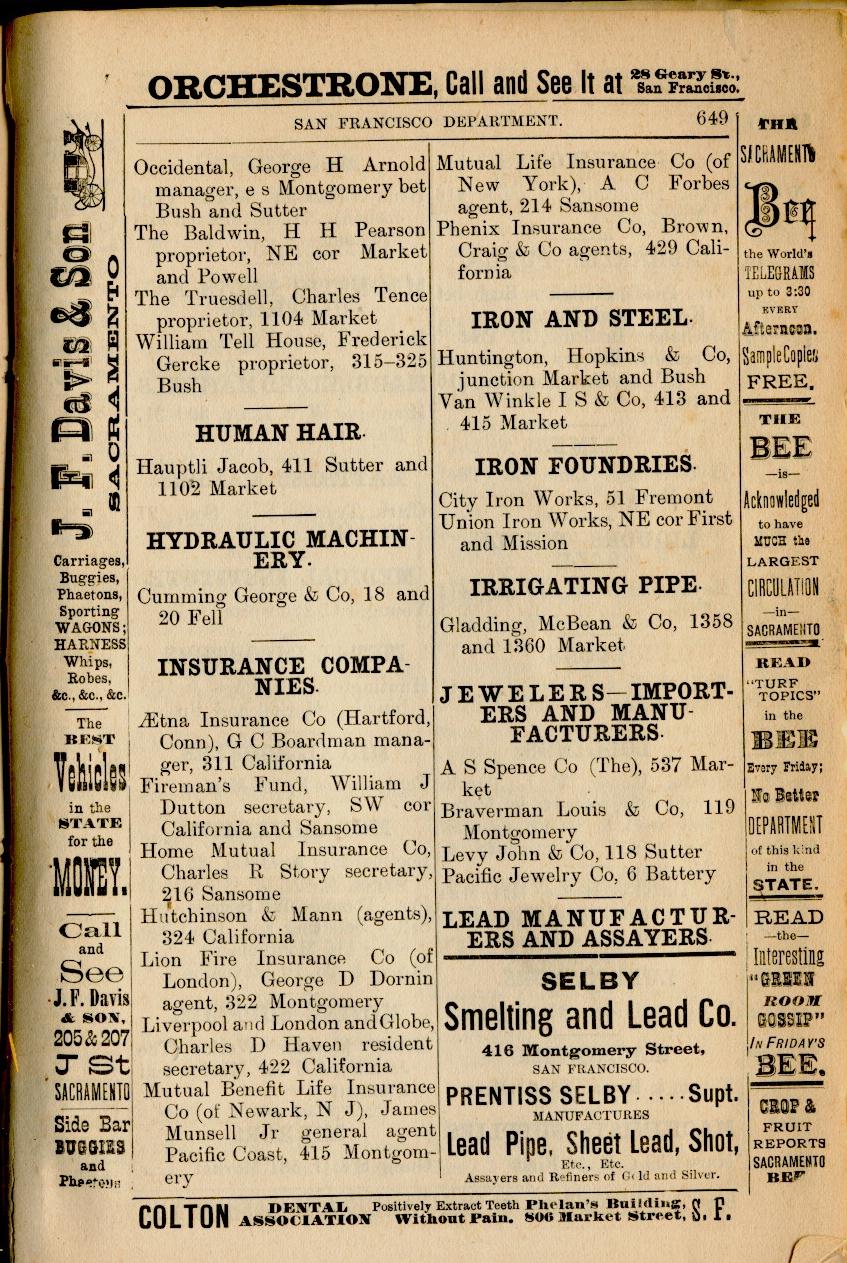 ORCHESTRONE, Call and See It at 28 Geary St., San Francisco.
SAN FRANCISCO DEPARTMENT. 649
J. F. Davis & Son
SACRAMENTO
Carriages,
Buggies,
Phaetons,
Sporting
WAGONS;
HARNESS
Whips,
Robes,
&c., &c., &c.
The
BEST
Vehicles
in the
STATE
for the
MONEY.
Call
and
See
J. F. Davis
& SON,
205 & 207
J St
SACRAMENTO
Side Bar
BUGGIES
and
Phaetons
Occidental, George H Arnold
manager, e s Montgomery bet
Bush and Sutter
The Baldwin, H H Pearson
proprietor, NE cor Market
and Powell
The Truesdell, Charles Tence
proprietor, 1104 Market
William Tell House, Frederick
Gercke proprietor, 315–325
Bush
HUMAN HAIR.
Hauptli Jacob, 411 Sutter and
1102 Market
HYDRAULIC MACHIN-
ERY.
Cumming George & Co, 18 and
20 Fell
INSURANCE COMPA-
NIES.
Ætna Insurance Co (Hartford,
Conn), G C Boardman mana-
ger, 311 California
Fireman's Fund, William J
Dutton secretary, SW cor
California and Sansome
Home Mutual Insurance Co,
Charles R Story secretary,
216 Sansome
Hutchinson & Mann (agents),
324 California
Lion Fire Insurance Co (of
London), George D Dornin
agent, 322 Montgomery
Liverpool and London and Globe,
Charles D Haven resident
secretary, 422 California
Mutual Benefit Life Insurance
Co (of Newark, N J), James
Munsell Jr general agent
Pacific Coast, 415 Montgom-
ery
Mutual Life Insurance Co (of
New York), A C Forbes
agent, 214 Sansome
Phenix Insurance Co, Brown,
Craig & Co agents, 429 Cali-
fornia
IRON AND STEEL.
Huntington, Hopkins & Co,
junction Market and Bush
Van Winkle I S & Co, 413 and
415 Market
IRON FOUNDRIES.
City Iron Works, 51 Fremont
Union Iron Works, NE cor First
and Mission
IRRIGATING PIPE.
Gladding, McBean & Co, 1358
and 1360 Market
JEWELERS—IMPORT-
ERS AND MANU-
FACTURERS.
A S Spence Co (The), 537 Mar-
ket
Braverman Louis & Co, 119
Montgomery
Levy John & Co, 118 Sutter
Pacific Jewelry Co, 6 Battery
LEAD MANUFACTUR-
ERS AND ASSAYERS.
SELBY
Smelting and Lead Co.
416 Montgomery Street,
SAN FRANCISCO.
PRENTISS SELBY.....Supt.
MANUFACTURES
Lead Pipe, Sheet Lead, Shot,
Etc., Etc.
Assayers and Refiners of Gold and Silver.
THE
SACRAMENTO
Bee
the World's
TELEGRAMS
up to 3:30
EVERY
Afternoon.
Sample Copies
FREE.
THE
BEE
—is—
Acknowledged
to have
MUCH the
LARGEST
CIRCULATION
—in—
SACRAMENTO
READ
"TURF
TOPICS"
in the
BEE
Every Friday;
No Better
DEPARTMENT
of this kind
in the
STATE.
READ
—the—
Interesting
"GREEN
ROOM
GOSSIP"
IN FRIDAY'S
BEE.
CROP &
FRUIT
REPORTS
SACRAMENTO
BEE
COLTON DENTAL ASSOCIATION Positively Extract Teeth Without Pain. Phelan's Building, 806 Market Street, S. F.